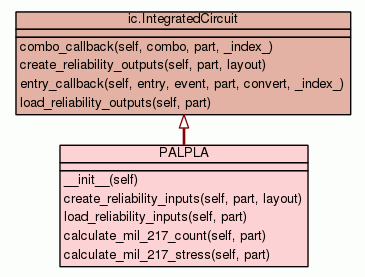 ic.IntegratedCircuit
combo_callback(self, combo, part, _index_)
create_reliability_outputs(self, part, layout)
entry_callback(self, entry, event, part, convert, _index_)
load_reliability_outputs(self, part)
PALPLA
__init__(self)
create_reliability_inputs(self, part, layout)
load_reliability_inputs(self, part)
calculate_mil_217_count(self, part)
calculate_mil_217_stress(self, part)